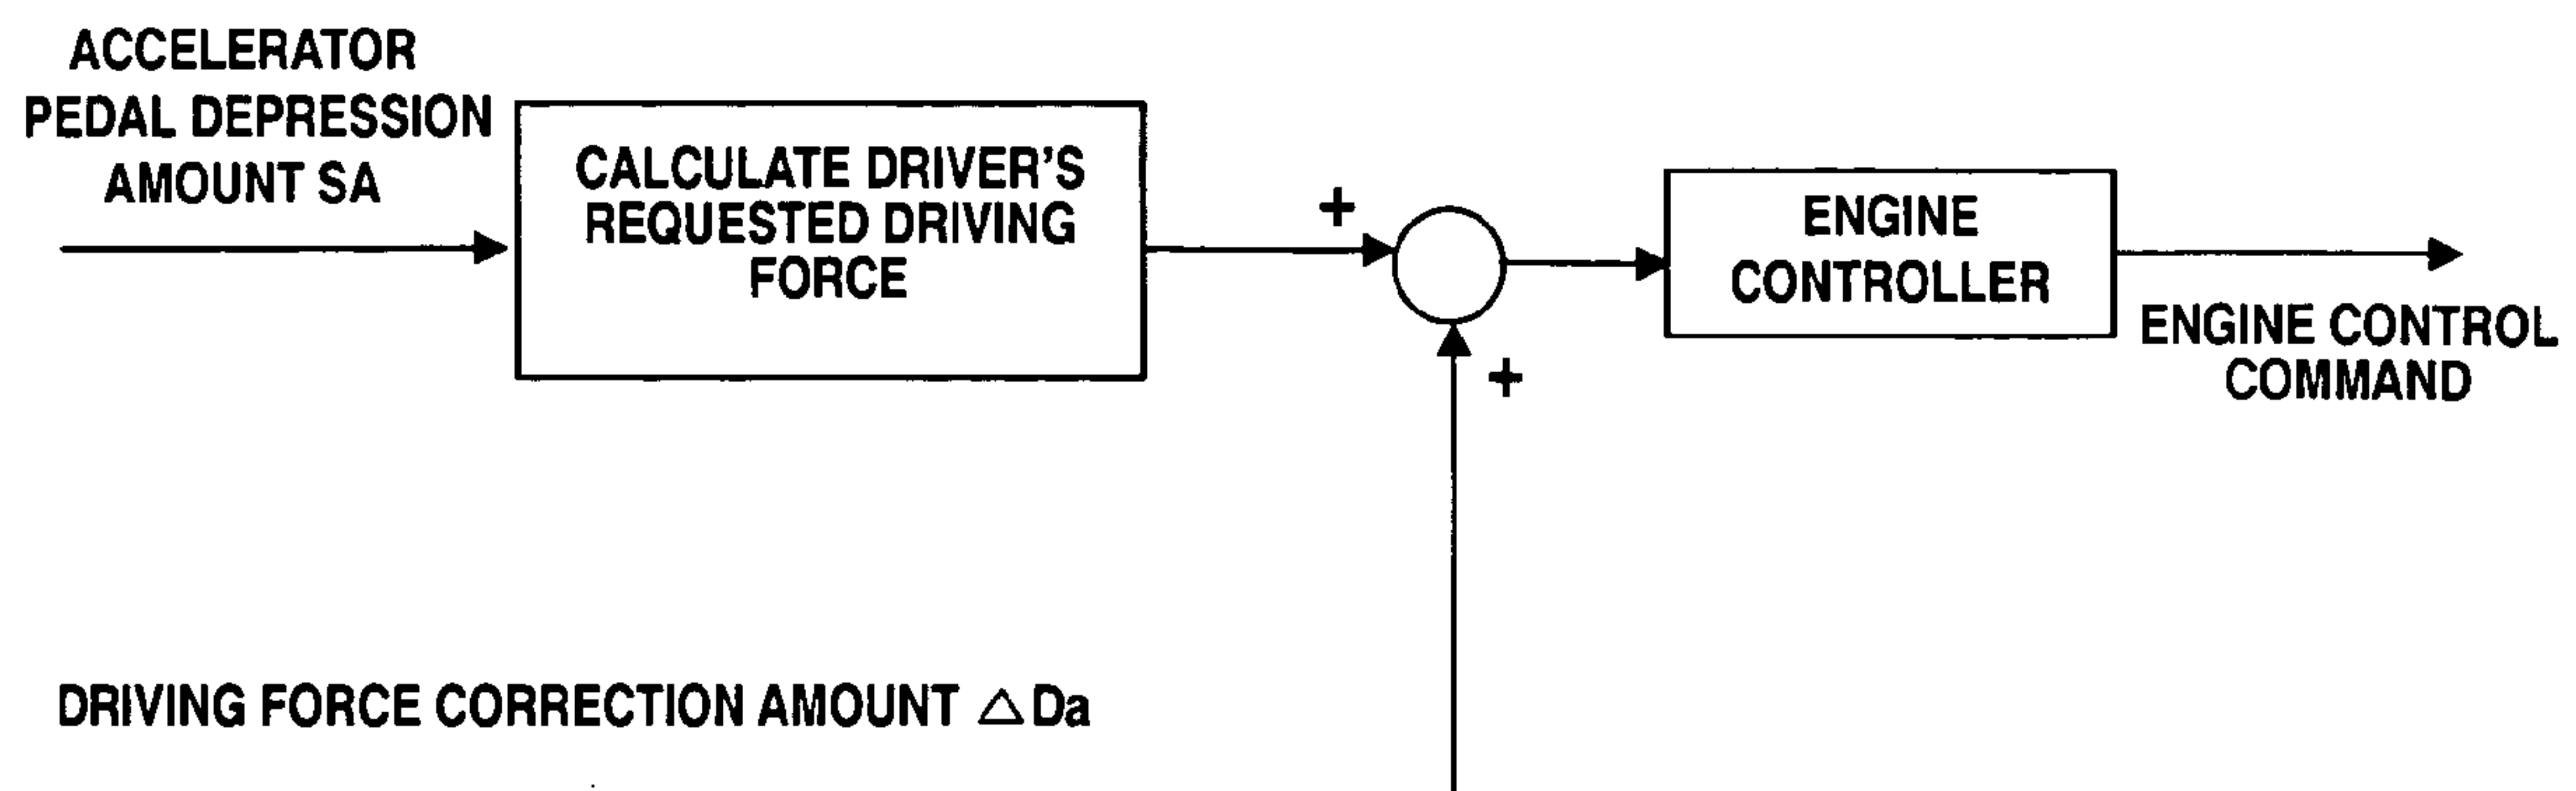 ACCELERATOR
PEDAL DEPRESSION
AMOUNT SA
CALCULATE DRIVER'S
REQUESTED DRIVING
FORCE
+
+
ENGINE
CONTROLLER
ENGINE CONTROL
COMMAND
DRIVING FORCE CORRECTION AMOUNT △Da